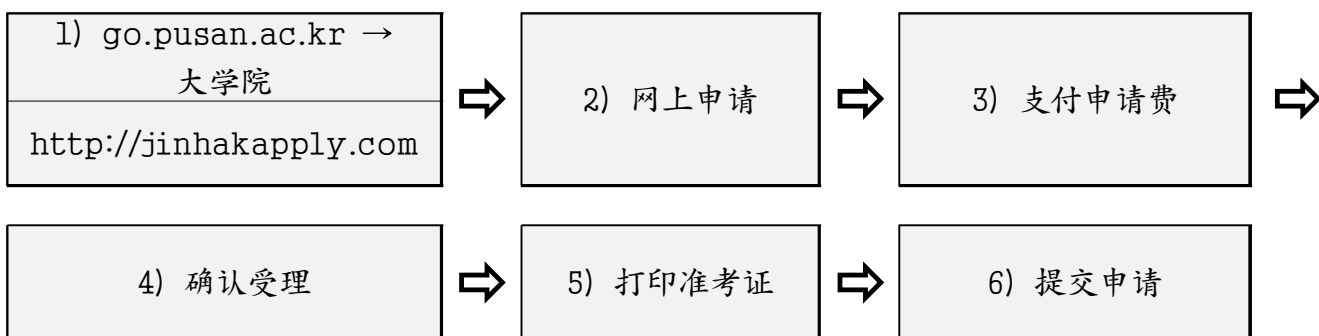 1) go.pusan.ac.kr →
大学院
http://jinhakapply.com
2) 网上申请
3) 支付申请费
4) 确认受理
5) 打印准考证
6) 提交申请